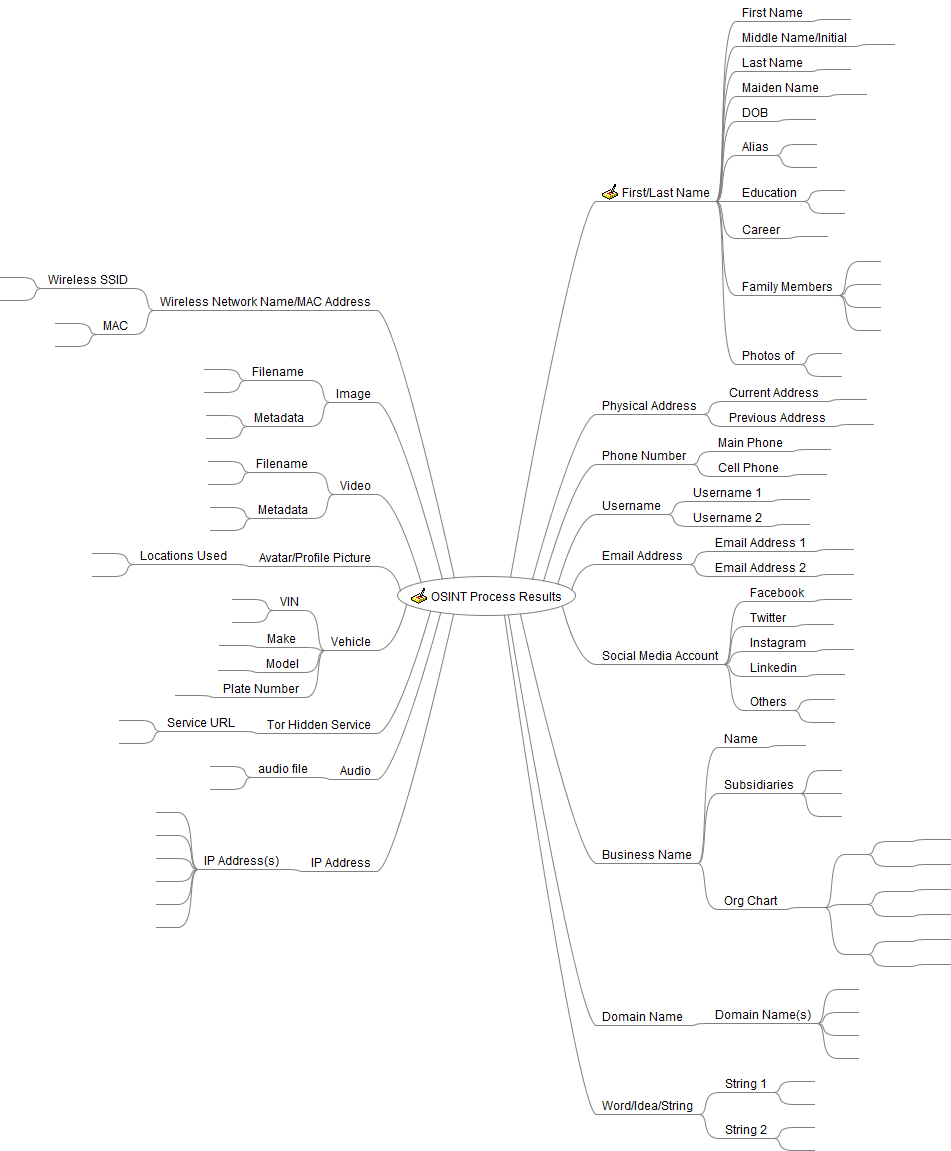 OSINT Process Results
First/Last Name
First Name
Middle Name/Initial
Last Name
Maiden Name
DOB
Alias
Education
Career
Family Members
Photos of
Physical Address
Current Address
Previous Address
Phone Number
Main Phone
Cell Phone
Username
Username 1
Username 2
Email Address
Email Address 1
Email Address 2
Social Media Account
Facebook
Twitter
Instagram
Linkedin
Others
Business Name
Name
Subsidiaries
Org Chart
Domain Name
Domain Name(s)
Word/Idea/String
String 1
String 2
Wireless Network Name/MAC Address
Wireless SSID
MAC
Image
Filename
Metadata
Video
Filename
Metadata
Avatar/Profile Picture
Locations Used
Vehicle
VIN
Make
Model
Plate Number
Tor Hidden Service
Service URL
Audio
audio file
IP Address
IP Address(s)